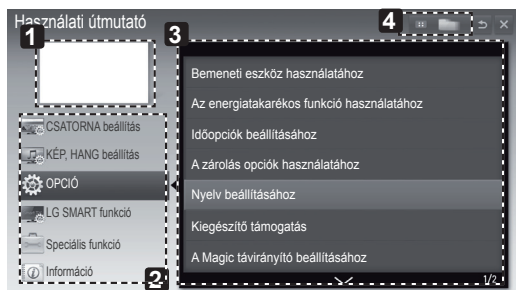 Használati útmutató
1
3
4
CSATORNA beállítás
KÉP, HANG beállítás
OPCIÓ
LG SMART funkció
Speciális funkció
Információ
2
Bemeneti eszköz használatához
Az energiatakarékos funkció használatához
Időopciók beállításához
A zárolás opciók használatához
Nyelv beállításához
Kiegészítő támogatás
A Magic távirányító beállításához
1/2